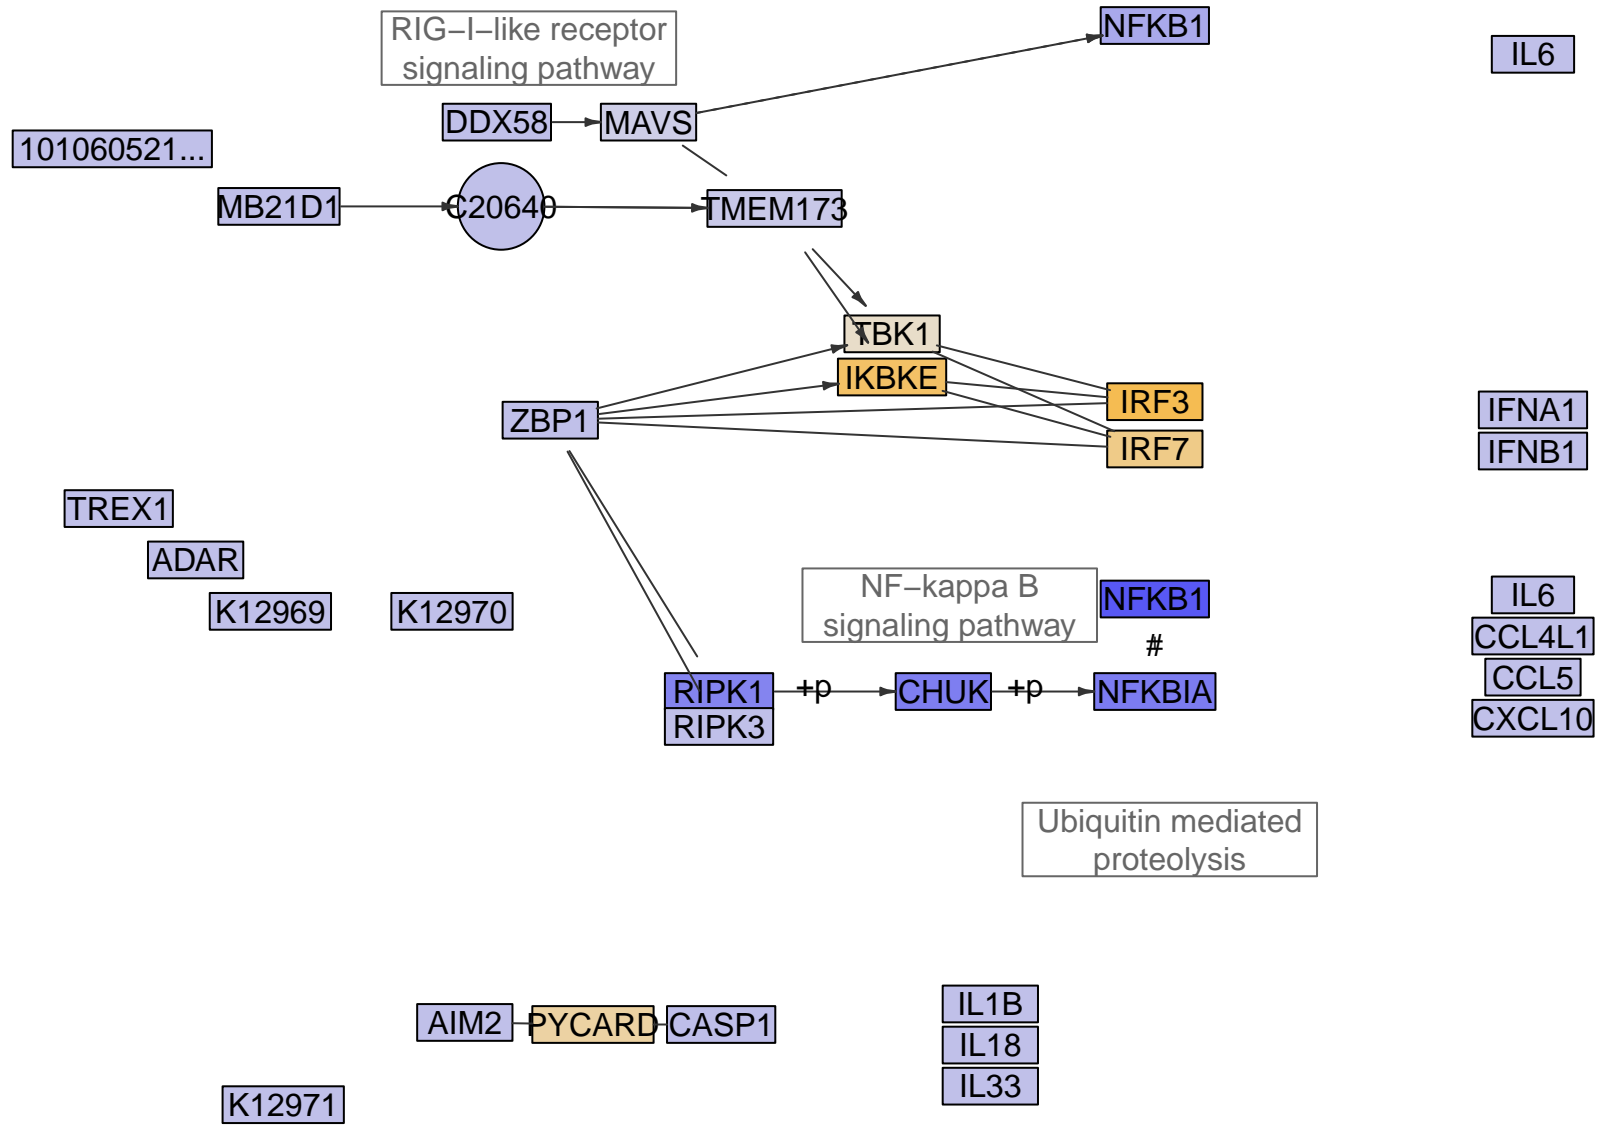 RIG−I−like receptor
signaling pathway
NFKB1
IL6
DDX58
MAVS
101060521...
MB21D1
C20640
TMEM173
TBK1
IKBKE
ZBP1
IRF3
IRF7
IFNA1
IFNB1
TREX1
ADAR
K12969
K12970
NF−kappa B
signaling pathway
NFKB1
#
IL6
CCL4L1
CCL5
CXCL10
RIPK1
+p
CHUK
+p
NFKBIA
RIPK3
Ubiquitin mediated
proteolysis
AIM2
PYCARD
CASP1
IL1B
IL18
IL33
K12971